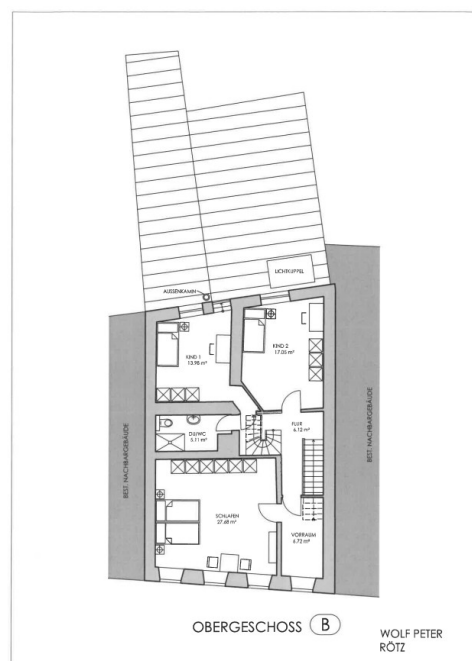 LICHTKUPPEL
AUSSENKAMIN
KIND 1
13.98 m²
KIND 2
17.05 m²
DU/WC
5.11 m²
FLUR
6.12 m²
BEST. NACHBARGEBÄUDE
BEST. NACHBARGEBÄUDE
SCHLAFEN
27.68 m²
VORRAUM
6.72 m²
OBERGESCHOSS B
WOLF PETER
RÖTZ